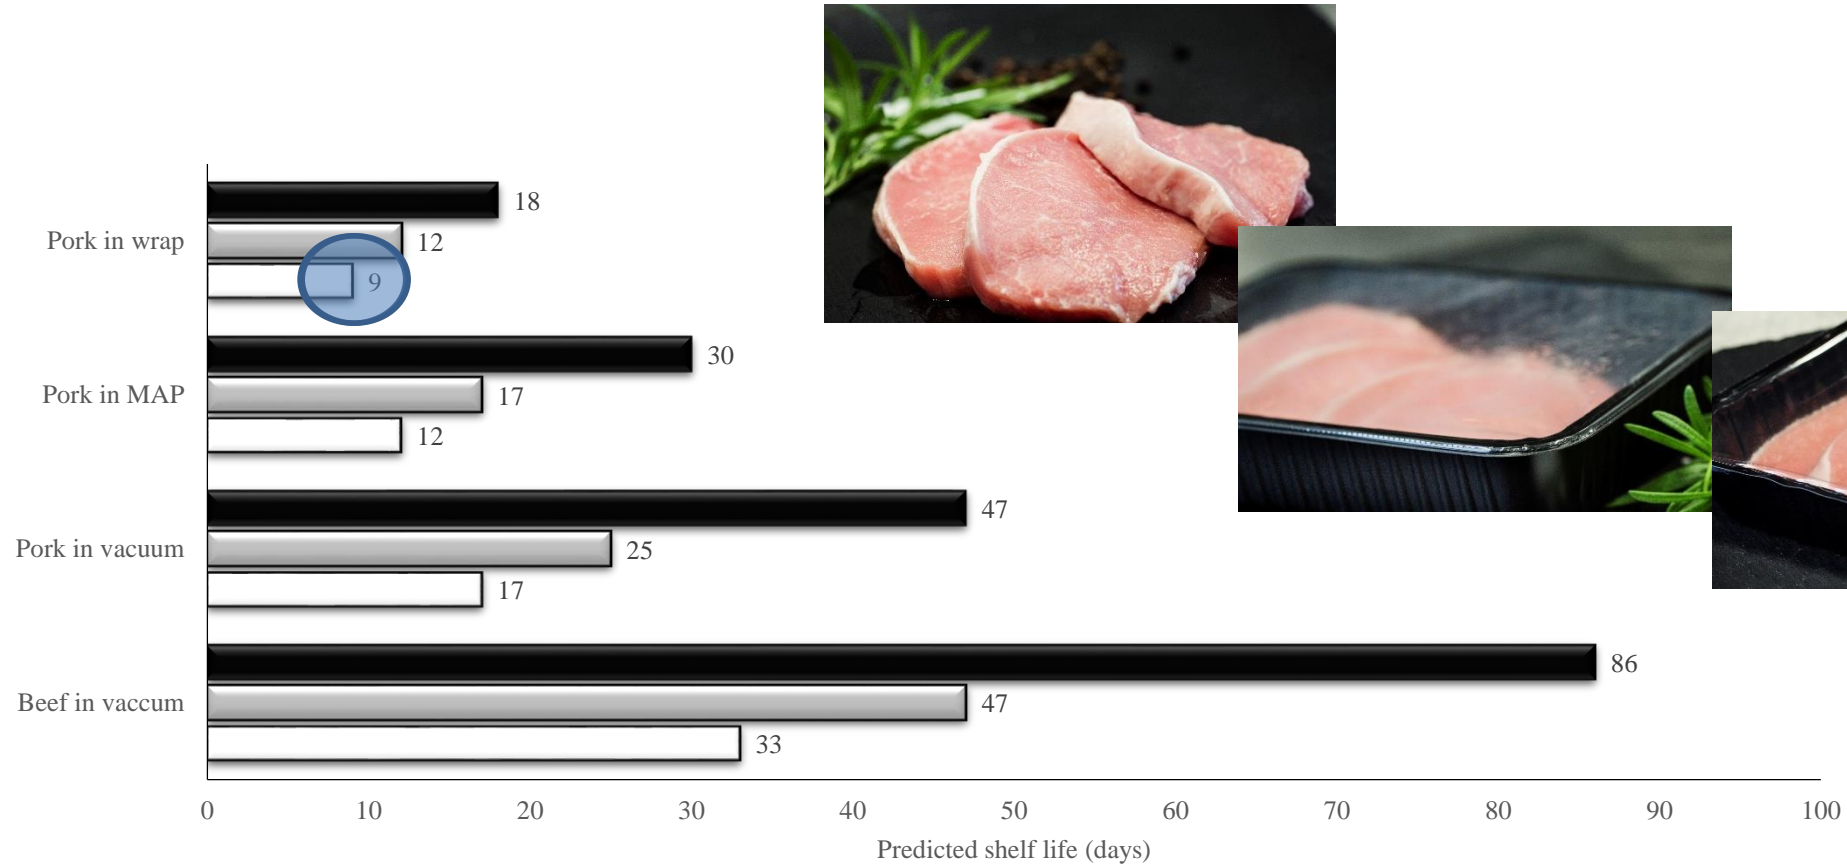 18
Pork in wrap
12
9
30
Pork in MAP
17
12
47
Pork in vacuum
25
17
86
Beef in vaccum
47
33
0 10 20 30 40 50 60 70 80 90 100
Predicted shelf life (days)